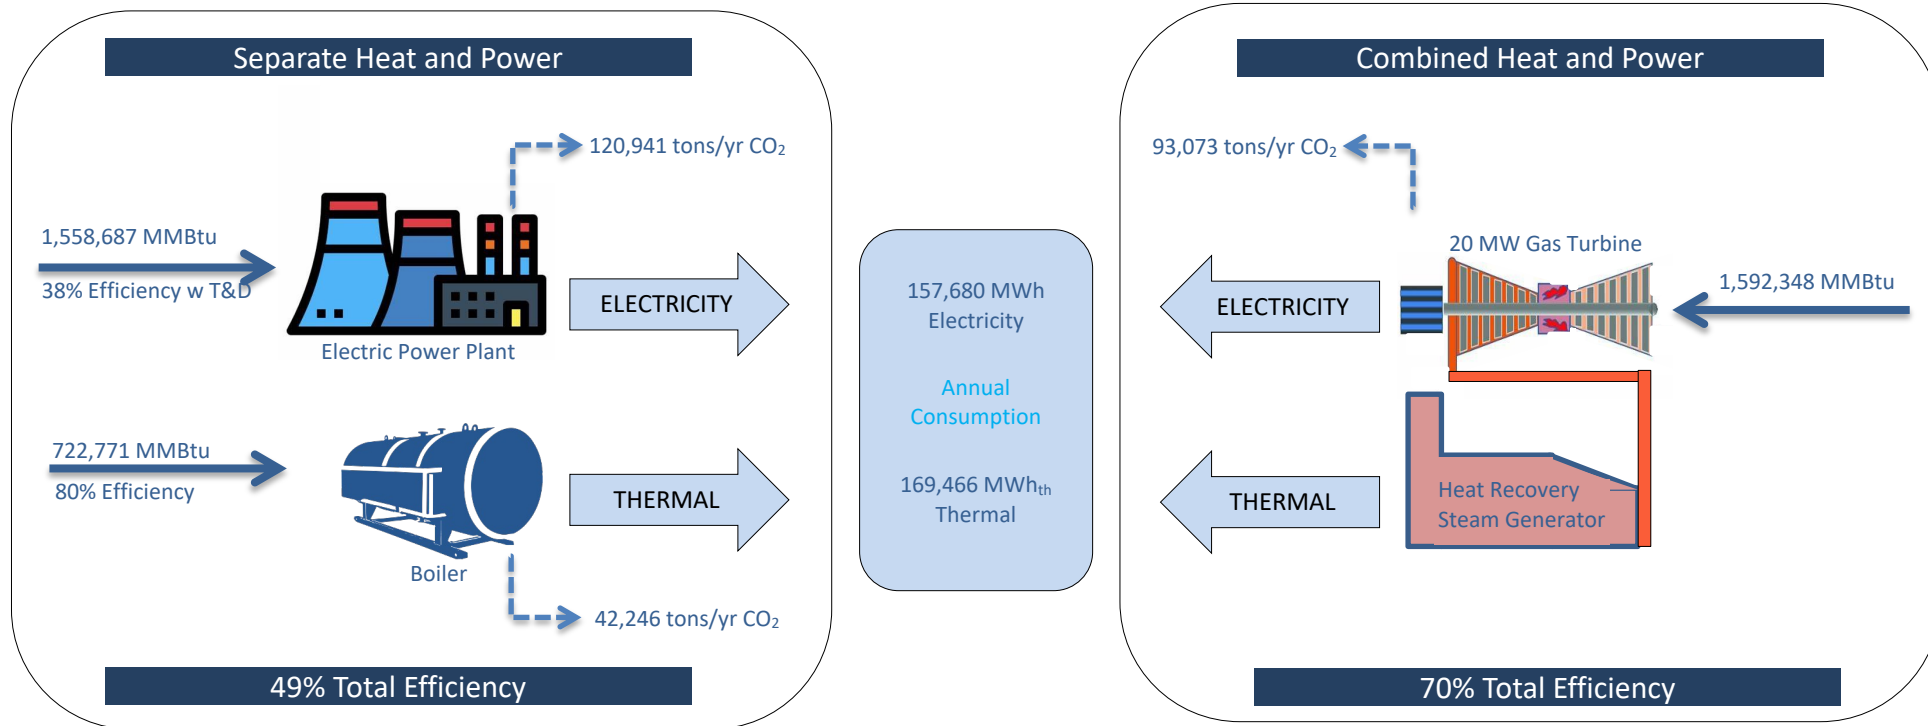 Separate Heat and Power
120,941 tons/yr CO₂
1,558,687 MMBtu
38% Efficiency w T&D
Electric Power Plant
ELECTRICITY
722,771 MMBtu
80% Efficiency
Boiler
THERMAL
42,246 tons/yr CO₂
49% Total Efficiency
157,680 MWh
Electricity
Annual
Consumption
169,466 MWhₜₕ
Thermal
Combined Heat and Power
93,073 tons/yr CO₂
20 MW Gas Turbine
1,592,348 MMBtu
ELECTRICITY
THERMAL
Heat Recovery
Steam Generator
70% Total Efficiency